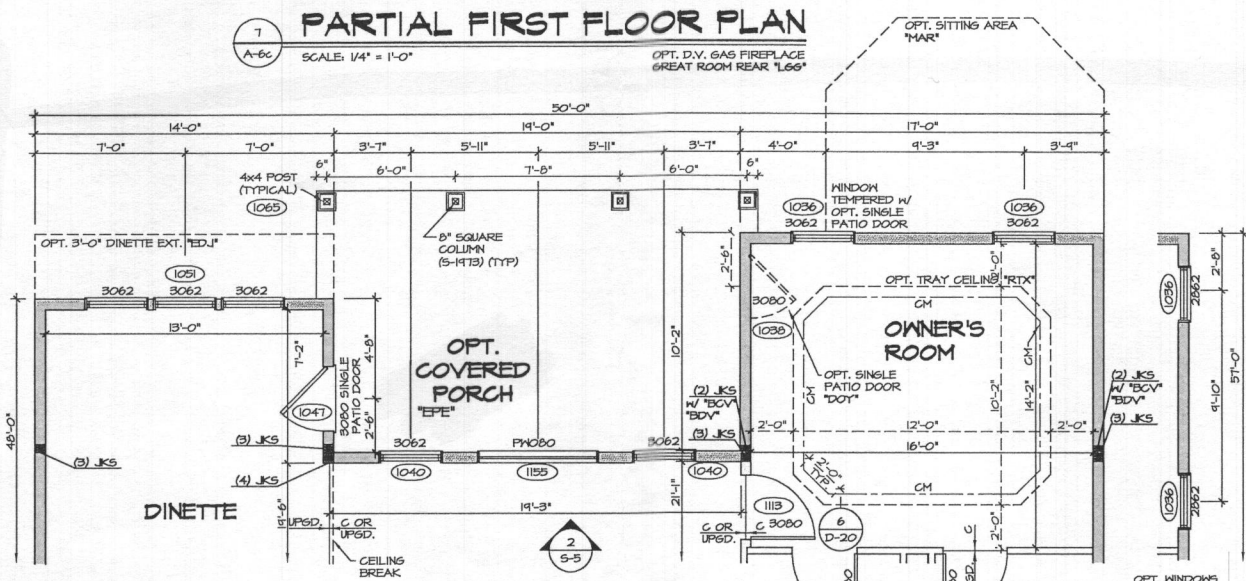 7
A-6c
PARTIAL FIRST FLOOR PLAN
SCALE: 1/4" = 1'-0"
OPT. D.V. GAS FIREPLACE
GREAT ROOM REAR "LSG"
OPT. SITTING AREA
"MAR"
50'-0"
14'-0"
19'-0"
17'-0"
7'-0"
7'-0"
3'-7"
5'-11"
5'-11"
3'-7"
4'-0"
9'-3"
3'-9"
6"
6'-0"
7'-8"
6'-0"
6"
4x4 POST
(TYPICAL)
1065
8" SQUARE
COLUMN
(S-1973) (TYP)
1036
3062
WINDOW
TEMPERED W/
OPT. SINGLE
PATIO DOOR
1036
3062
OPT. 3'-0" DINETTE EXT. "EDJ"
1051
3062
3062
3062
13'-0"
7'-2"
4'-8"
2'-6"
3080 SINGLE
PATIO DOOR
1047
48'-0"
(3) JKS
(3) JKS
(4) JKS
DINETTE
19'-6"
UPGD.
C OR
UPGD.
CEILING
BREAK
OPT.
COVERED
PORCH
"EPE"
3062
1040
PW080
1155
3062
1040
19'-3"
2
S-5
10'-2"
21'-1"
2'-6"
3080
1038
OPT. TRAY CEILING "RTX"
CM
2'-0"
OWNER'S
ROOM
OPT. SINGLE
PATIO DOOR
"DOY"
CM
CM
10'-2"
14'-2"
(2) JKS
W/ "BCV"
"BDV"
(3) JKS
2'-0"
12'-0"
2'-0"
16'-0"
2'-0"
TYP.
CM
2'-0"
1113
3080
C OR
UPGD.
C
6
D-20
C
(2) JKS
W/ "BCV"
"BDV"
(3) JKS
1036
2862
2'-8"
9'-10"
57'-0"
1036
2862
OPT. WINDOWS